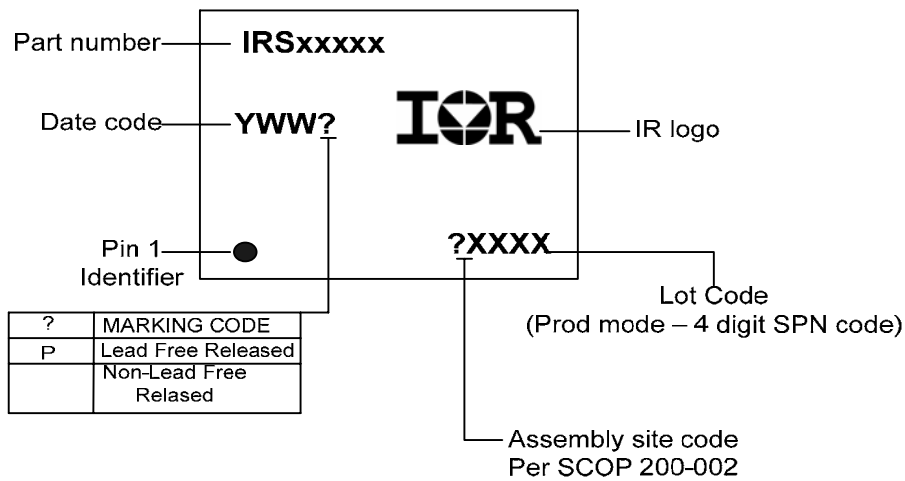 Part number
IRSxxxxx
Date code
YWW?
IOR
IR logo
Pin 1
Identifier
?XXXX
Lot Code
(Prod mode – 4 digit SPN code)
? MARKING CODE
P Lead Free Released
Non-Lead Free
Relased
Assembly site code
Per SCOP 200-002